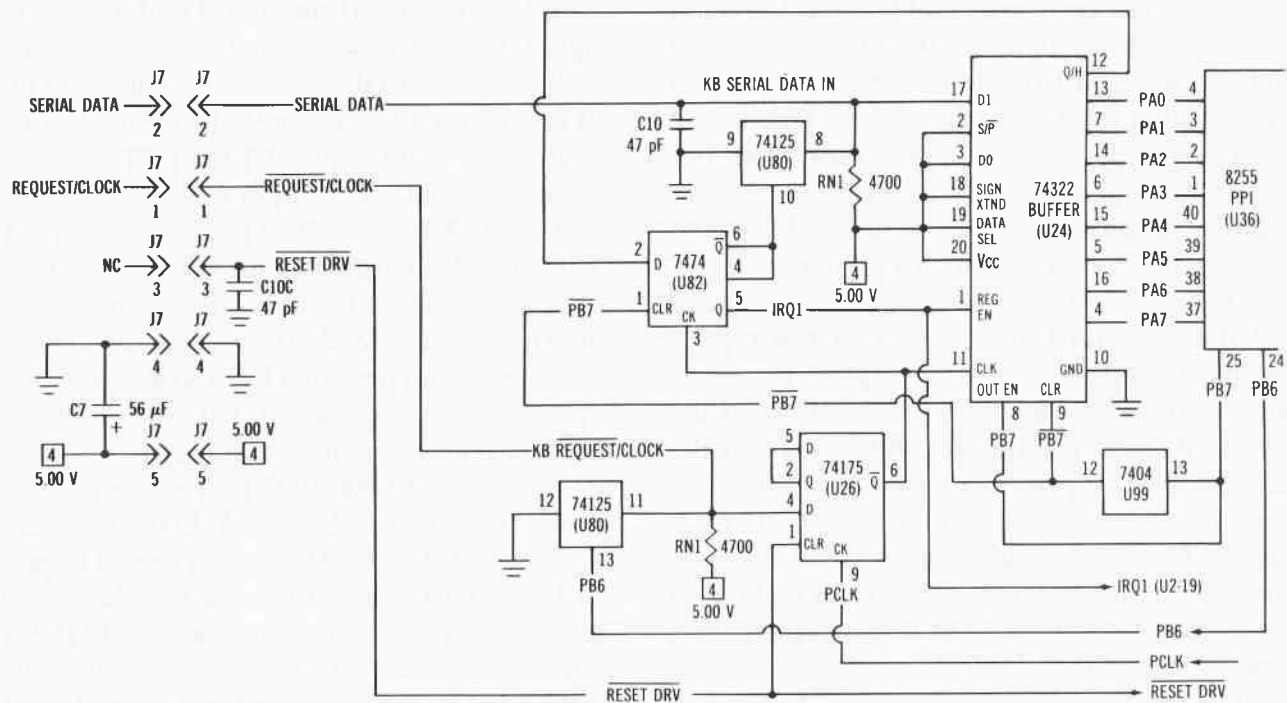 12
Q/H
J7 J7
SERIAL DATA
2 2
SERIAL DATA
KB SERIAL DATA IN
17 D1
13 PA0 4
C10
47 pF
9 74125 (U80) 8
10
2 S/P
7 PA1 3
3 D0
14 PA2 2
J7 J7
REQUEST/CLOCK
1 1
REQUEST/CLOCK
RN1 4700
18 SIGN XTND
6 PA3 1
74322
BUFFER
(U24)
8255
PPI
(U36)
19 DATA SEL
15 PA4 40
20 VCC
5 PA5 39
16 PA6 38
4 PA7 37
J7 J7
NC
3 3
RESET DRV
C10C
47 pF
2 D 7474 (U82) Q 6
4
1 CLR Q 5
CK
3
4
5.00 V
PB7
IRQ1
1 REG EN
J7 J7
4 4
11 CLK
GND 10
OUT EN CLR
8 9
25 24
PB7 PB6
PB7
PB7 PB7
C7 56 µF
+
J7 J7
5 5
4
5.00 V
5.00 V
4
KB REQUEST/CLOCK
5 D
2 Q
74175
(U26)
Q 6
4 D
1 CLR CK
9
PCLK
12 7404 U99 13
12 74125 (U80) 11
13
PB6
RN1 4700
4
5.00 V
IRQ1 (U2-19)
PB6
PCLK
RESET DRV
RESET DRV